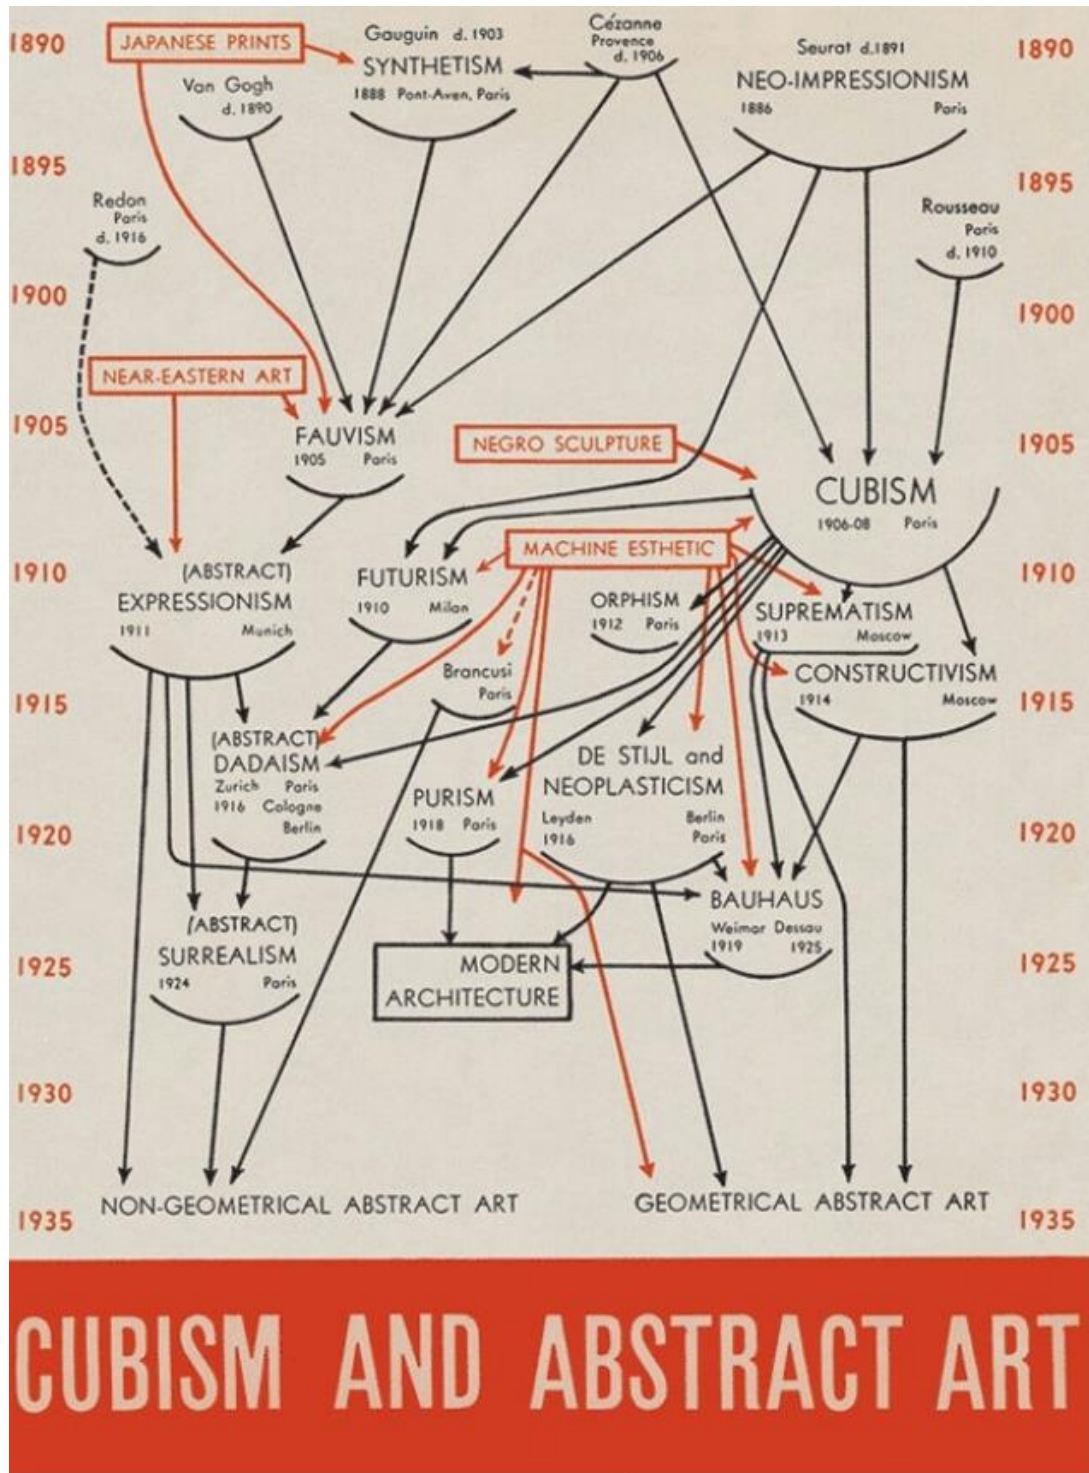 1890
JAPANESE PRINTS
Gauguin d. 1903
SYNTHETISM
1888 Pont-Aven, Paris
Cézanne
Provence
d. 1906
Seurat d.1891
NEO-IMPRESSIONISM
1886 Paris
1890
Van Gogh
d. 1890
1895
1895
Redon
Paris
d. 1916
Rousseau
Paris
d. 1910
1900
1900
NEAR-EASTERN ART
1905
FAUVISM
1905 Paris
NEGRO SCULPTURE
1905
CUBISM
1906-08 Paris
MACHINE ESTHETIC
1910
(ABSTRACT)
EXPRESSIONISM
1911 Munich
FUTURISM
1910 Milan
ORPHISM
1912 Paris
SUPREMATISM
1913 Moscow
1910
Brancusi
Paris
CONSTRUCTIVISM
1914 Moscow
1915
1915
(ABSTRACT)
DADAISM
Zurich Paris
1916 Cologne
Berlin
PURISM
1918 Paris
DE STIJL and
NEOPLASTICISM
Leyden Berlin
1916 Paris
1920
1920
BAUHAUS
Weimar Dessau
1919 1925
(ABSTRACT)
SURREALISM
1924 Paris
MODERN
ARCHITECTURE
1925
1925
1930
1930
NON-GEOMETRICAL ABSTRACT ART
GEOMETRICAL ABSTRACT ART
1935
1935
CUBISM AND ABSTRACT ART